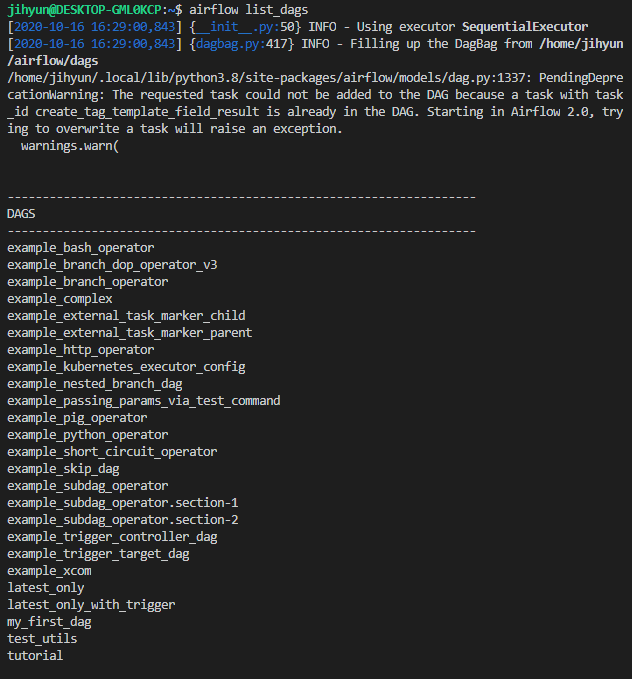 jihyun@DESKTOP-GML0KCP:~$ airflow list_dags
[2020-10-16 16:29:00,843] {__init__.py:50} INFO - Using executor SequentialExecutor
[2020-10-16 16:29:00,843] {dagbag.py:417} INFO - Filling up the DagBag from /home/jihyun
/airflow/dags
/home/jihyun/.local/lib/python3.8/site-packages/airflow/models/dag.py:1337: PendingDepre
cationWarning: The requested task could not be added to the DAG because a task with task
_id create_tag_template_field_result is already in the DAG. Starting in Airflow 2.0, try
ing to overwrite a task will raise an exception.
  warnings.warn(
-------------------------------------------------------------------
DAGS
-------------------------------------------------------------------
example_bash_operator
example_branch_dop_operator_v3
example_branch_operator
example_complex
example_external_task_marker_child
example_external_task_marker_parent
example_http_operator
example_kubernetes_executor_config
example_nested_branch_dag
example_passing_params_via_test_command
example_pig_operator
example_python_operator
example_short_circuit_operator
example_skip_dag
example_subdag_operator
example_subdag_operator.section-1
example_subdag_operator.section-2
example_trigger_controller_dag
example_trigger_target_dag
example_xcom
latest_only
latest_only_with_trigger
my_first_dag
test_utils
tutorial